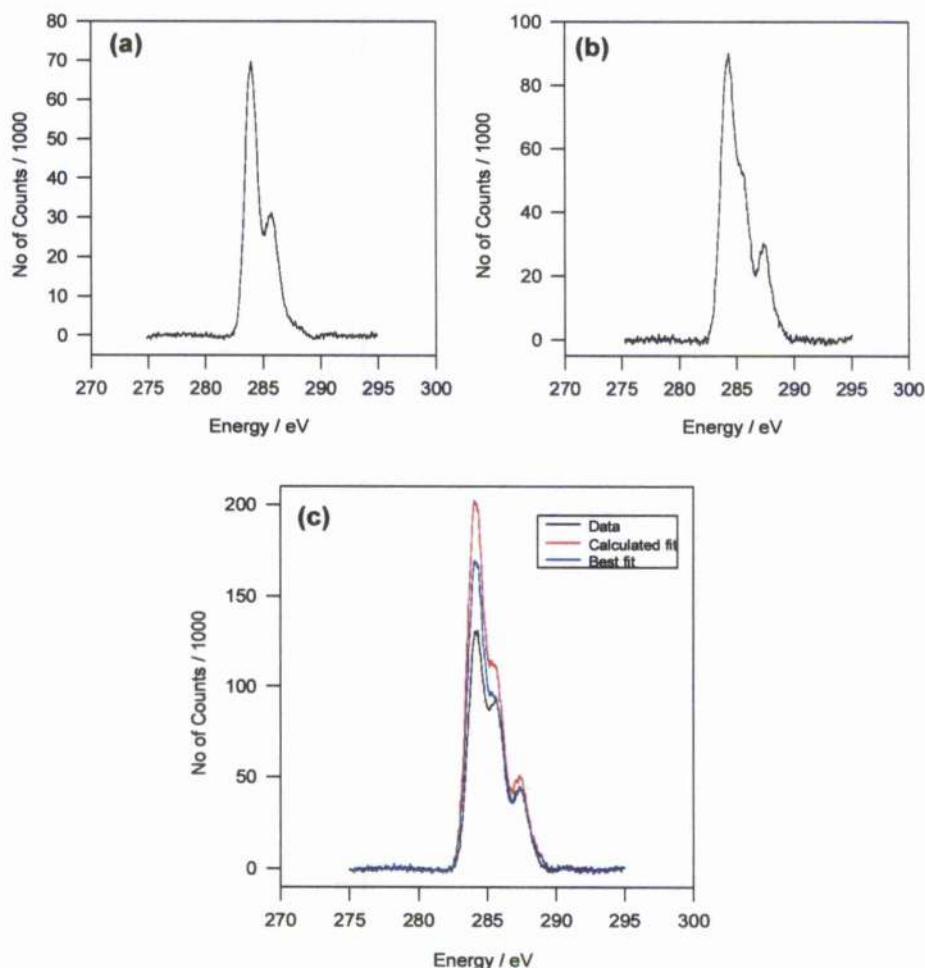 (a)
No of Counts / 1000
80
70
60
50
40
30
20
10
0
270 275 280 285 290 295 300
Energy / eV
(b)
No of Counts / 1000
100
80
60
40
20
0
270 275 280 285 290 295 300
Energy / eV
(c)
No of Counts / 1000
200
150
100
50
0
Data
Calculated fit
Best fit
270 275 280 285 290 295 300
Energy / eV